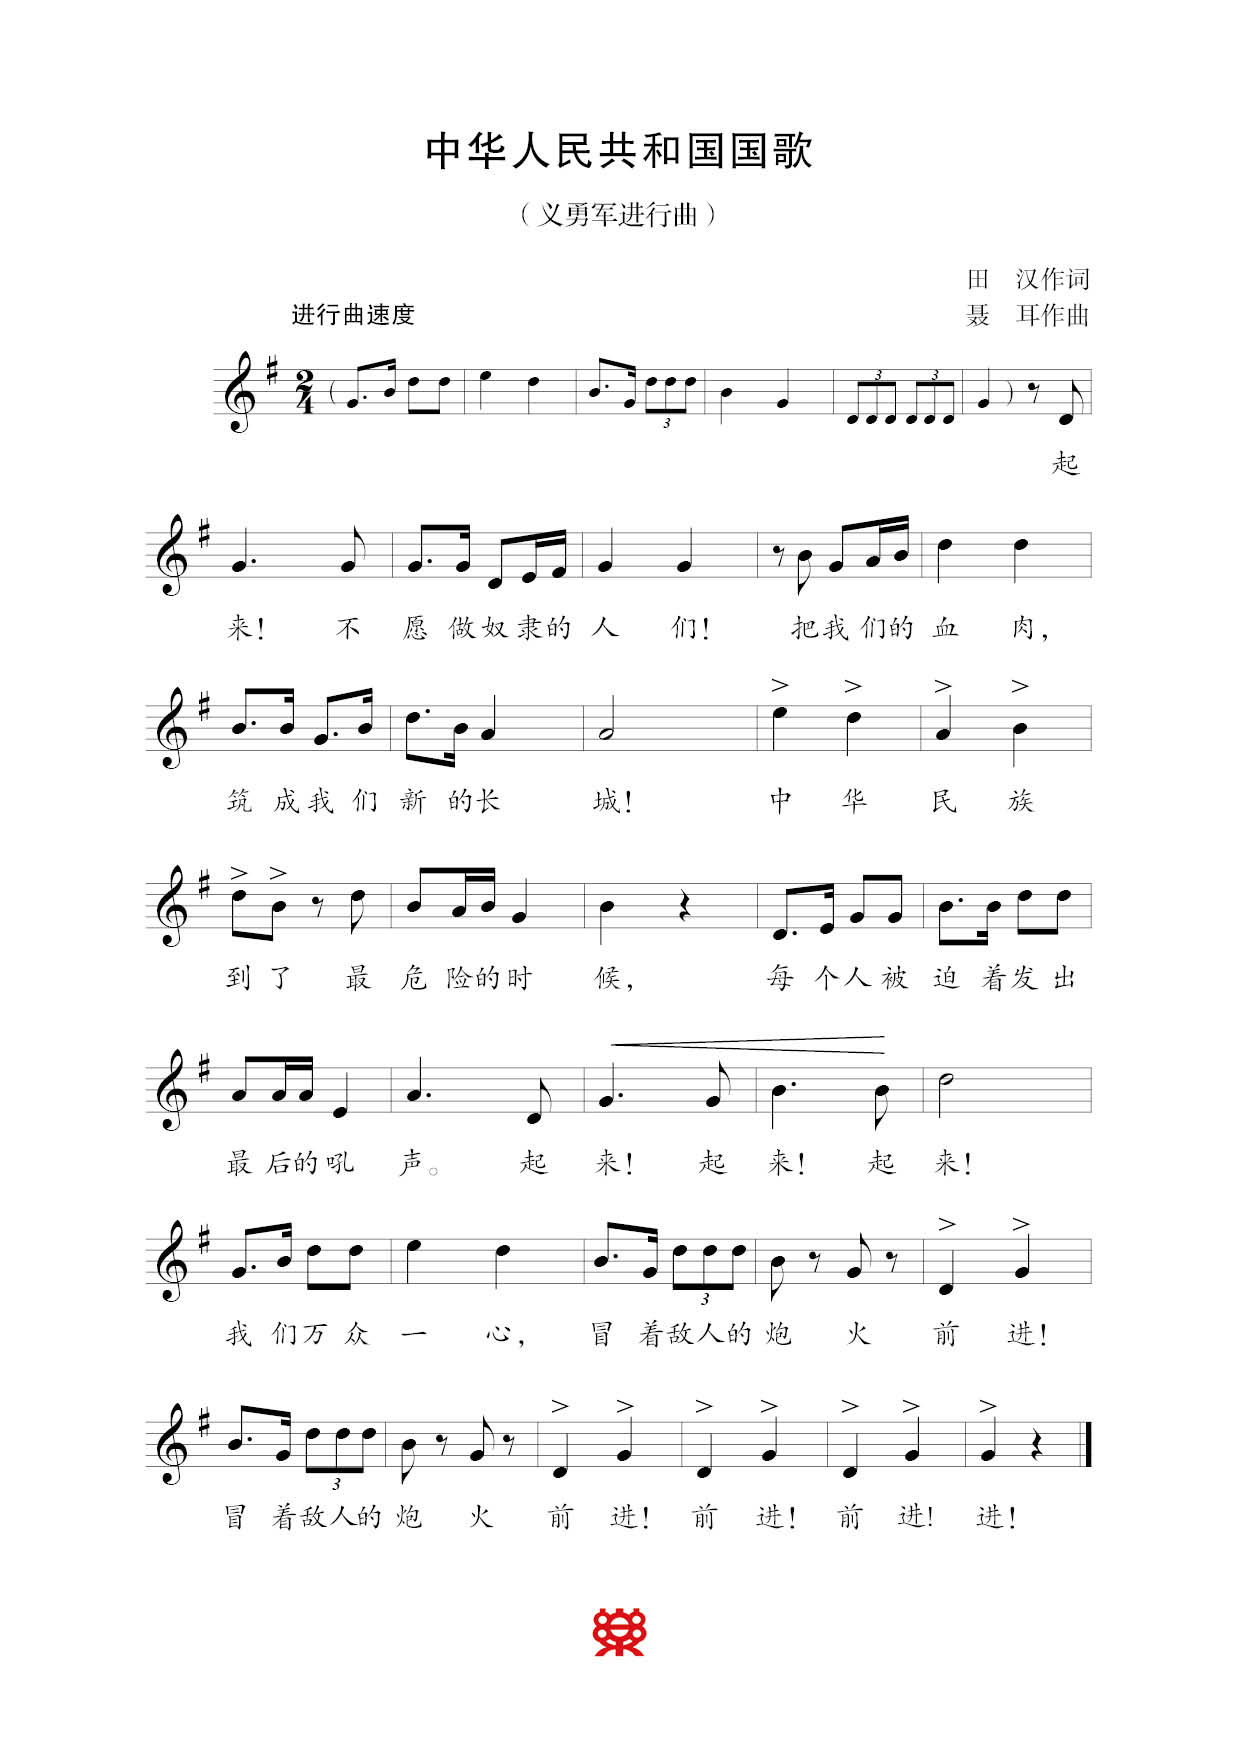 中华人民共和国国歌
（义勇军进行曲）
田 汉作词
进行曲速度
聂 耳作曲
2
4
3 3 3 3
起
来！ 不 愿 做奴 隶的 人 们！ 把我 们的 血 肉，
筑 成我 们 新 的长 城！ 中 华 民 族
到 了 最 危 险的时 候， 每 个人 被 迫 着发 出
最 后的 吼 声。 起 来！ 起 来！ 起 来！
3
我 们万 众 一 心， 冒 着敌人的 炮 火 前 进！
3
冒 着敌人的 炮 火 前 进！ 前 进！ 前 进！ 进！